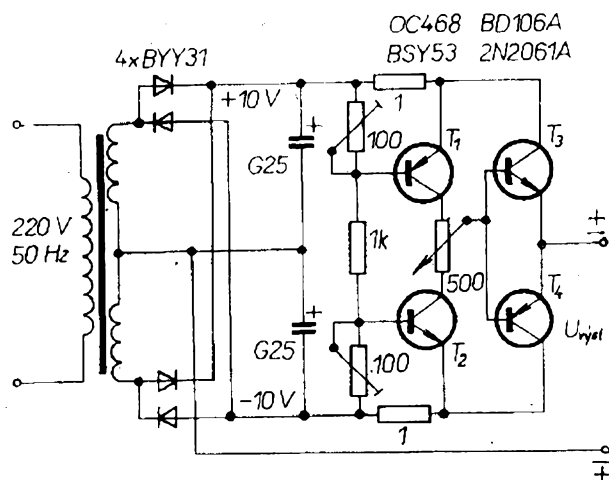 OC468 BD106A
BSY53 2N2061A
4xBYY31
+10 V
1
+
100
T1
T3
G25
220 V
50 Hz
1k
500
±
+
T4
G25
100
T2
Uvýst
-10 V
1
∓